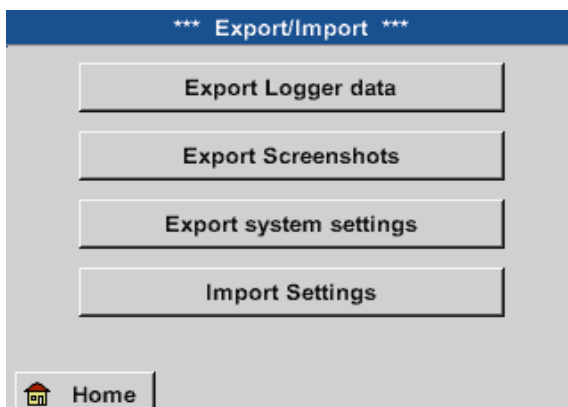 *** Export/Import ***
Export Logger data
Export Screenshots
Export system settings
Import Settings
Home